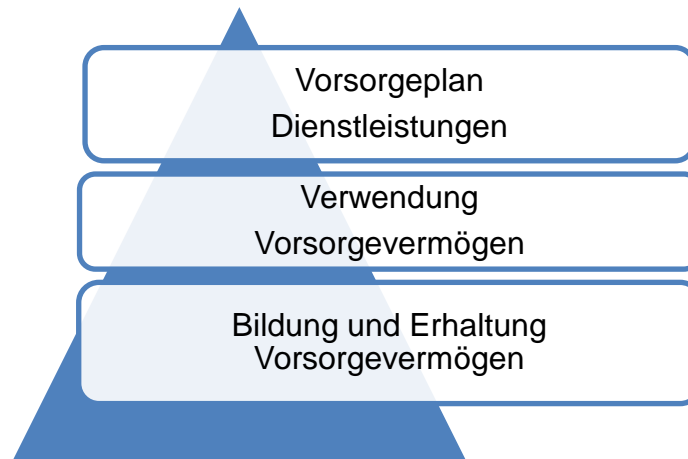 Vorsorgeplan
Dienstleistungen
Verwendung
Vorsorgevermögen
Bildung und Erhaltung
Vorsorgevermögen